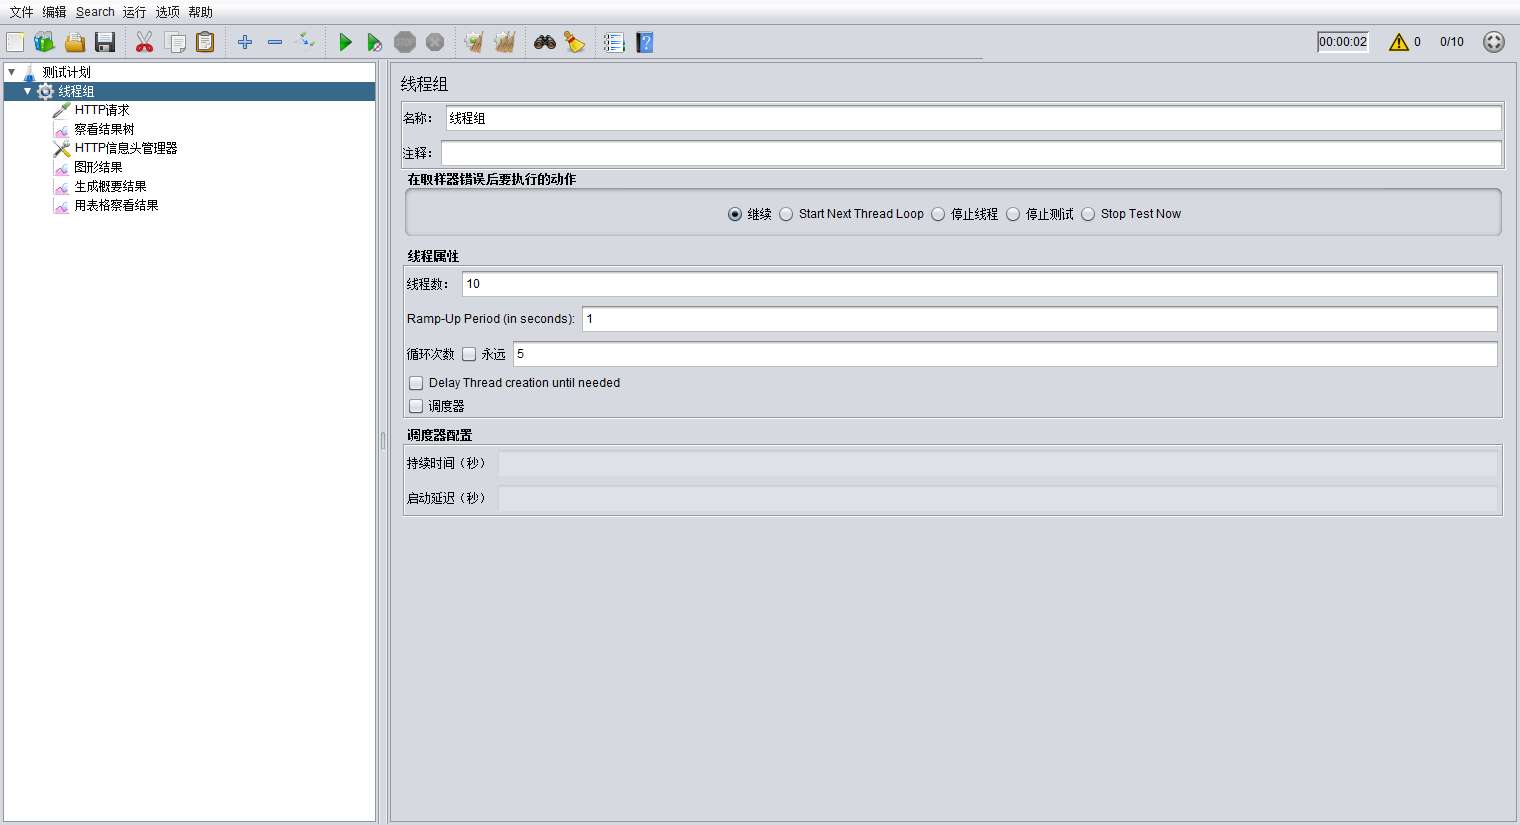 文件 编辑 Search 运行 选项 帮助
STOP
00:00:02 0 0/10
测试计划
线程组
HTTP请求
察看结果树
HTTP信息头管理器
图形结果
生成概要结果
用表格察看结果
线程组
名称： 线程组
注释：
在取样器错误后要执行的动作
继续 Start Next Thread Loop 停止线程 停止测试 Stop Test Now
线程属性
线程数： 10
Ramp-Up Period (in seconds): 1
循环次数 永远 5
Delay Thread creation until needed
调度器
调度器配置
持续时间（秒）
启动延迟（秒）